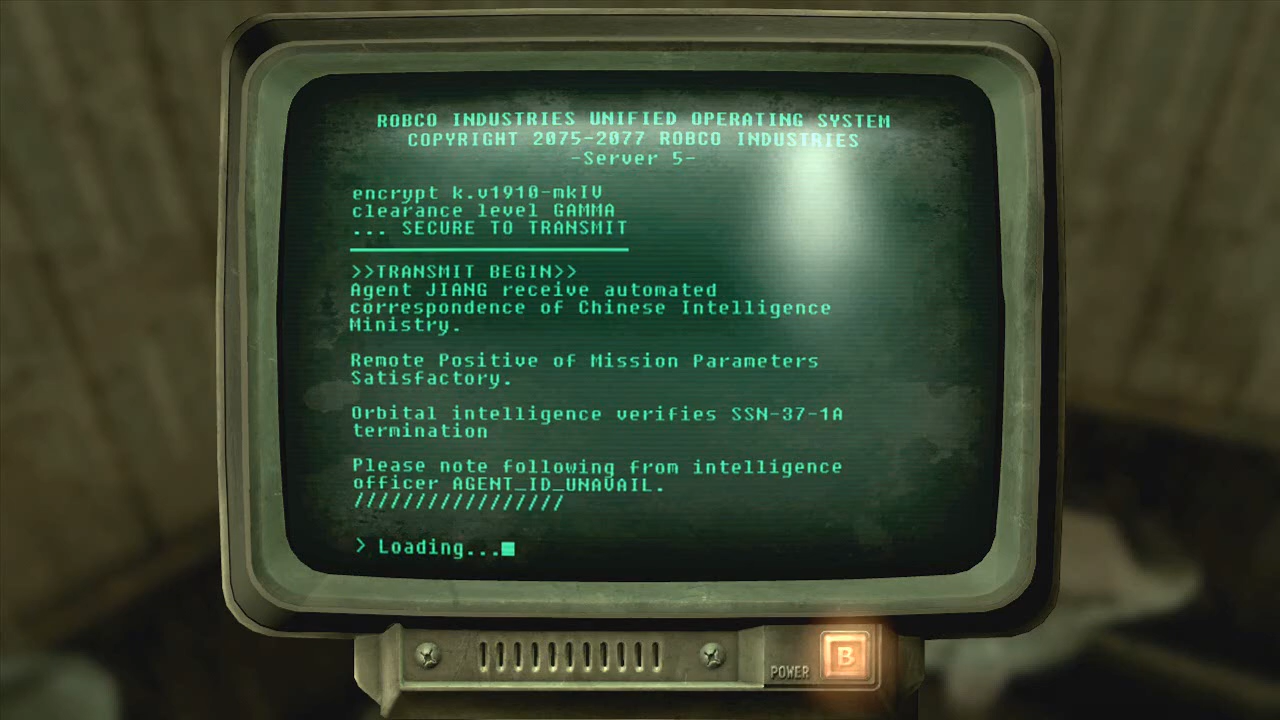 ROBCO INDUSTRIES UNIFIED OPERATING SYSTEM
COPYRIGHT 2075-2077 ROBCO INDUSTRIES
-Server 5-
encrypt k.v1910-mkIV
clearance level GAMMA
... SECURE TO TRANSMIT
>>TRANSMIT BEGIN>>
Agent JIANG receive automated
correspondence of Chinese Intelligence
Ministry.
Remote Positive of Mission Parameters
Satisfactory.
Orbital intelligence verifies SSN-37-1A
termination
Please note following from intelligence
officer AGENT_ID_UNAVAIL.
/////////////////
> Loading...
POWER B